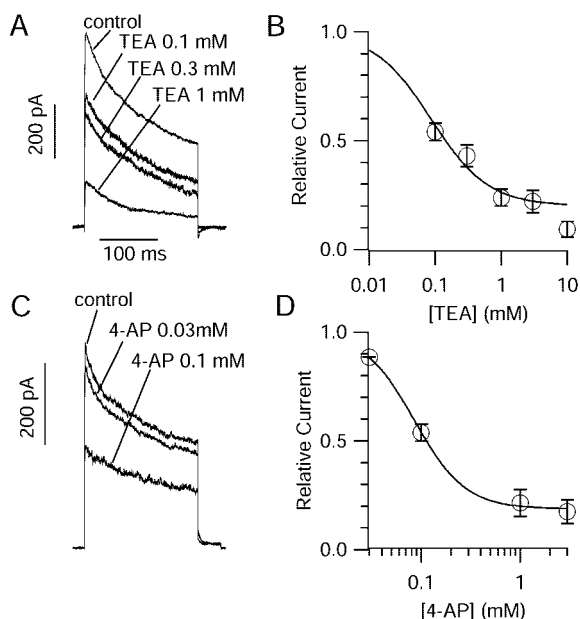 A
control
TEA 0.1 mM
TEA 0.3 mM
TEA 1 mM
200 pA
100 ms
B
Relative Current
1.0
0.5
0.0
0.01
0.1
1
10
[TEA] (mM)
C
control
4-AP 0.03mM
4-AP 0.1 mM
200 pA
D
Relative Current
1.0
0.5
0.0
0.1
1
[4-AP] (mM)